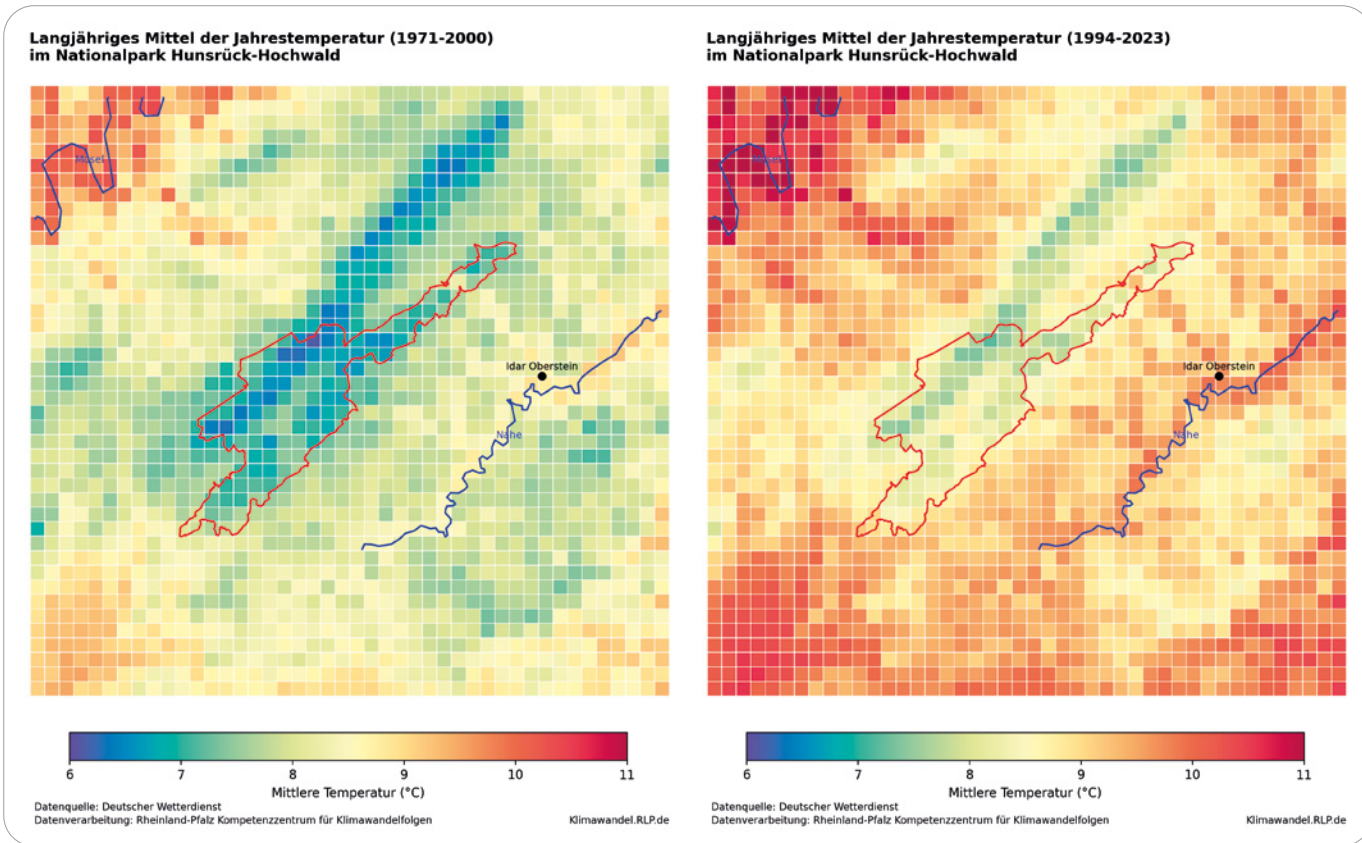 Langjähriges Mittel der Jahrestemperatur (1971-2000)
im Nationalpark Hunsrück-Hochwald
Mosel
Idar Oberstein
Nahe
6 7 8 9 10 11
Mittlere Temperatur (°C)
Datenquelle: Deutscher Wetterdienst
Datenverarbeitung: Rheinland-Pfalz Kompetenzzentrum für Klimawandelfolgen
Klimawandel.RLP.de
Langjähriges Mittel der Jahrestemperatur (1994-2023)
im Nationalpark Hunsrück-Hochwald
Mosel
Idar Oberstein
Nahe
6 7 8 9 10 11
Mittlere Temperatur (°C)
Datenquelle: Deutscher Wetterdienst
Datenverarbeitung: Rheinland-Pfalz Kompetenzzentrum für Klimawandelfolgen
Klimawandel.RLP.de